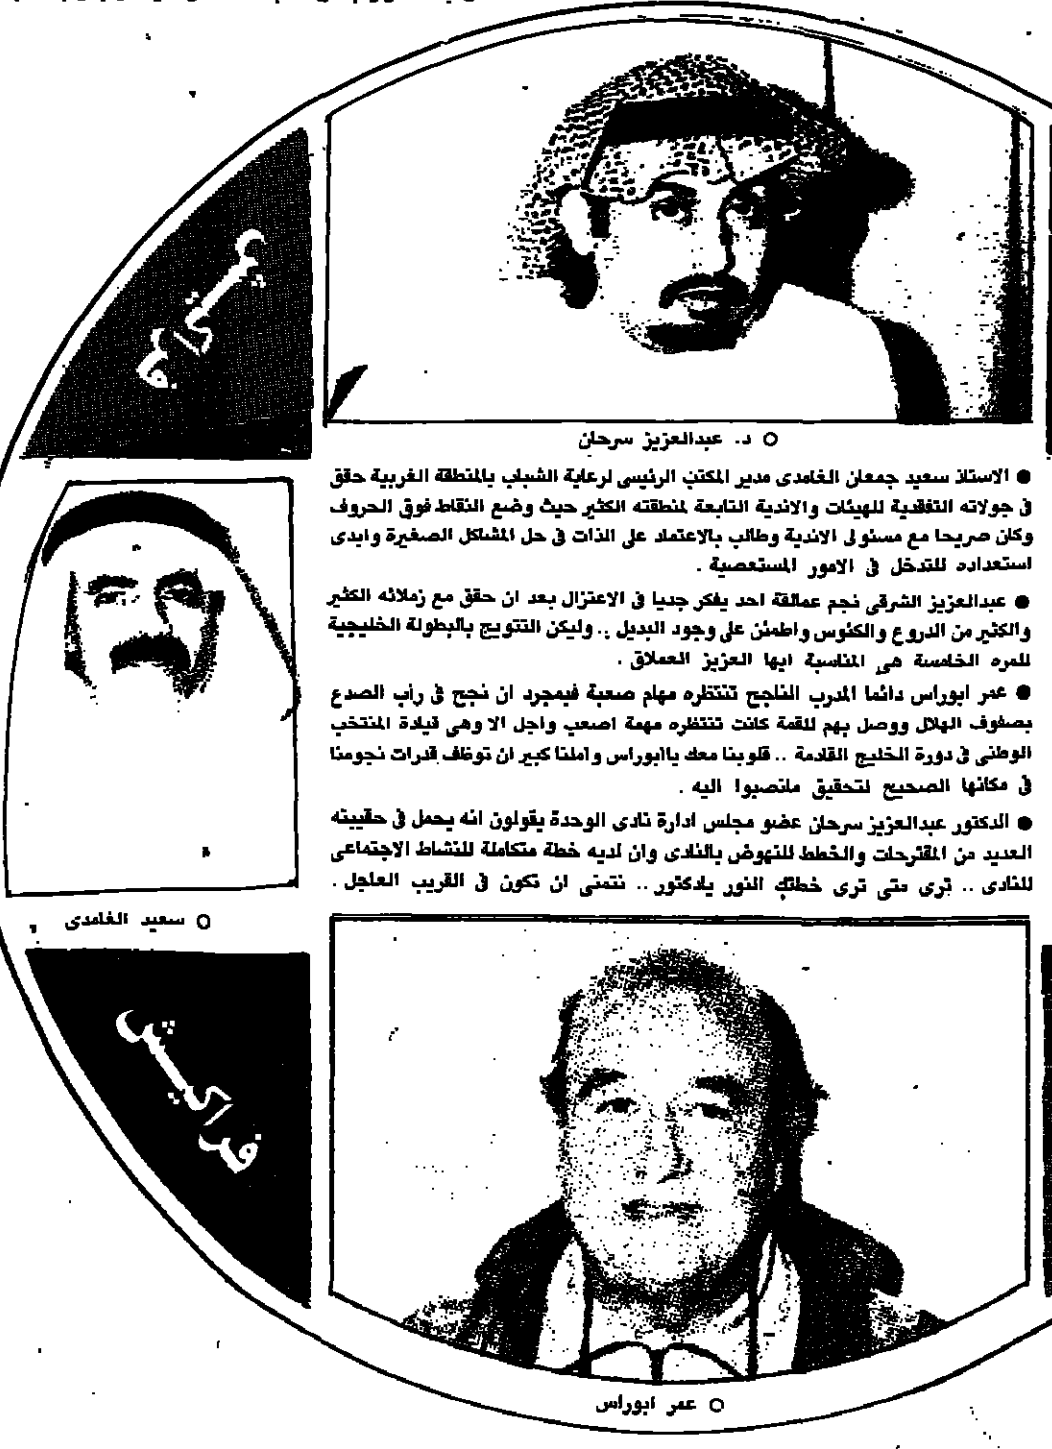 ○ د. عبدالعزيز سرحان
● الاستاذ سعيد جمعان الغامدى مدير المكتب الرئيسى لرعاية الشباب بالمنطقة الغربية حقق
فى جولاته التفقدية للهيئات والاندية التابعة لمنطقته الكثير حيث وضع النقاط فوق الحروف
وكان صريحا مع مسئولى الاندية وطالب بالاعتماد على الذات فى حل المشاكل الصغيرة وابدى
استعداده للتدخل فى الامور المستعصية .
● عبدالعزيز الشرقى نجم عمالقة احد يفكر جديا فى الاعتزال بعد ان حقق مع زملائه الكثير
والكثير من الدروع والكئوس واطمئن على وجود البديل .. وليكن التتويج بالبطولة الخليجية
للمره الخامسة هى المناسبة ايها العزيز العملاق .
● عمر ابوراس دائما المدرب الناجح تنتظره مهام صعبة فبمجرد ان نجح فى راب الصدع
بصفوف الهلال ووصل بهم للقمة كانت تنتظره مهمة اصعب واجل الا وهى قيادة المنتخب
الوطنى فى دورة الخليج القادمة .. قلوبنا معك ياابوراس واملنا كبير ان توظف قدرات نجومنا
فى مكانها الصحيح لتحقيق ماتصبوا اليه .
● الدكتور عبدالعزيز سرحان عضو مجلس ادارة نادى الوحدة يقولون انه يحمل فى حقيبته
العديد من المقترحات والخطط للنهوض بالنادى وان لديه خطة متكاملة للنشاط الاجتماعى
للنادى .. ترى متى ترى خطتك النور يادكتور .. نتمنى ان تكون فى القريب العاجل .
○ سعيد الغامدى
فراكيش
○ عمر ابوراس